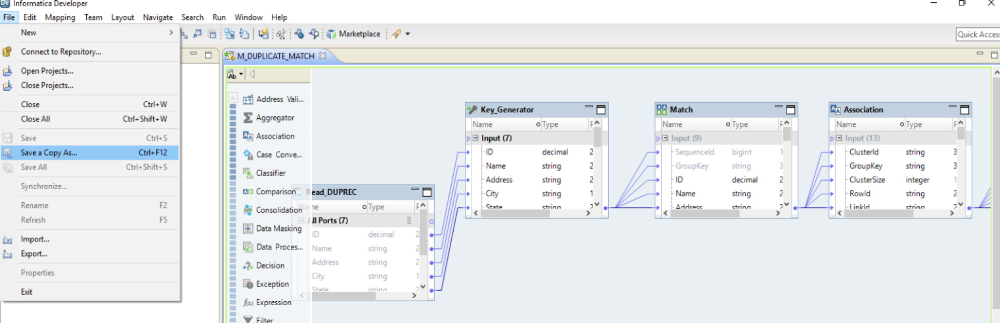 Informatica Developer
File Edit Mapping Team Layout Navigate Search Run Window Help
New
Connect to Repository...
Open Projects...
Close Projects...
Close Ctrl+W
Close All Ctrl+Shift+W
Save Ctrl+S
Save a Copy As... Ctrl+F12
Save All Ctrl+Shift+S
Synchronize...
Rename F2
Refresh F5
Import...
Export...
Properties
Exit
Marketplace
Quick Access
M_DUPLICATE_MATCH
Address Vali...
Aggregator
Association
Case Conve...
Classifier
Comparison
Consolidation
Data Masking
Data Proces...
Decision
Exception
f(x) Expression
Filter
Read_DUPREC
Name Type
All Ports (7)
ID decimal 2
Name string 2
Address string 2
City string 1
State string 2
Key_Generator
Name Type
Input (7)
ID decimal 2
Name string 2
Address string 2
City string 1
State string 2
Match
Name Type
Input (9)
SequenceId bigint 1
GroupKey string 3
ID decimal 2
Name string 2
Address string 2
Association
Name Type
Input (13)
ClusterId string 3
GroupKey string 3
ClusterSize integer 1
RowId string 2
LinkId string 2